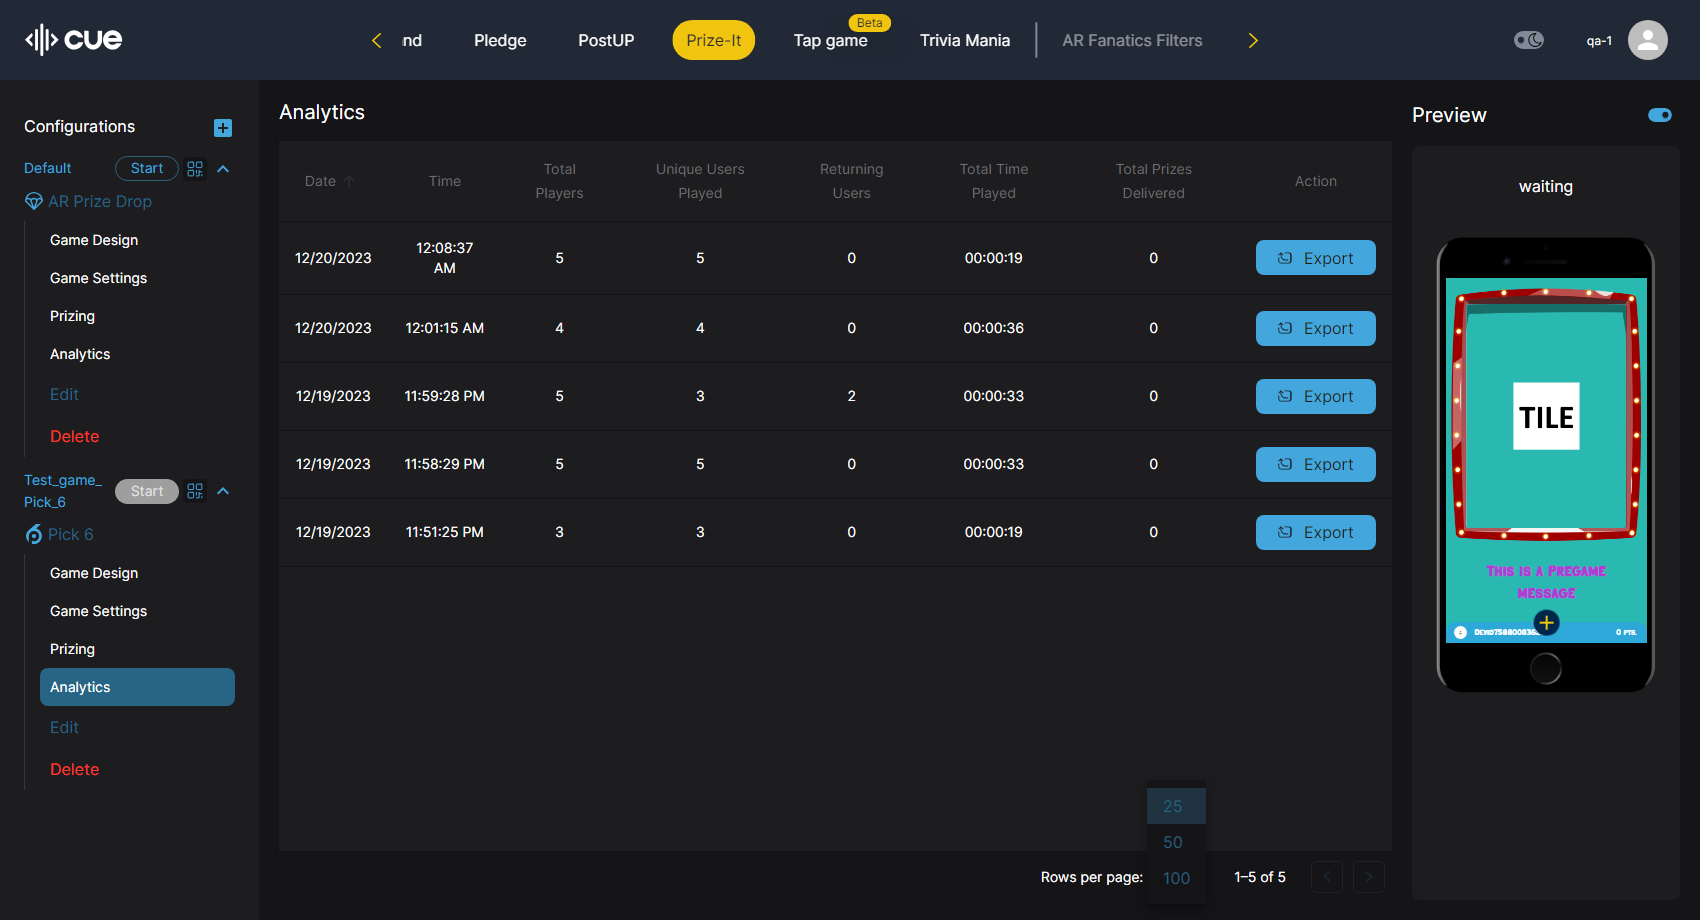 cue
nd
Pledge
PostUP
Prize-It
Beta
Tap game
Trivia Mania
AR Fanatics Filters
qa-1
Configurations
Default
Start
AR Prize Drop
Game Design
Game Settings
Prizing
Analytics
Edit
Delete
Test_game_
Pick_6
Start
Pick 6
Game Design
Game Settings
Prizing
Analytics
Edit
Delete
Analytics
Date Time Total Players Unique Users Played Returning Users Total Time Played Total Prizes Delivered Action
12/20/2023 12:08:37 AM 5 5 0 00:00:19 0 Export
12/20/2023 12:01:15 AM 4 4 0 00:00:36 0 Export
12/19/2023 11:59:28 PM 5 3 2 00:00:33 0 Export
12/19/2023 11:58:29 PM 5 5 0 00:00:33 0 Export
12/19/2023 11:51:25 PM 3 3 0 00:00:19 0 Export
25
50
Rows per page: 100 1–5 of 5
Preview
waiting
TILE
THIS IS A PREGAME
MESSAGE
0 PTS.